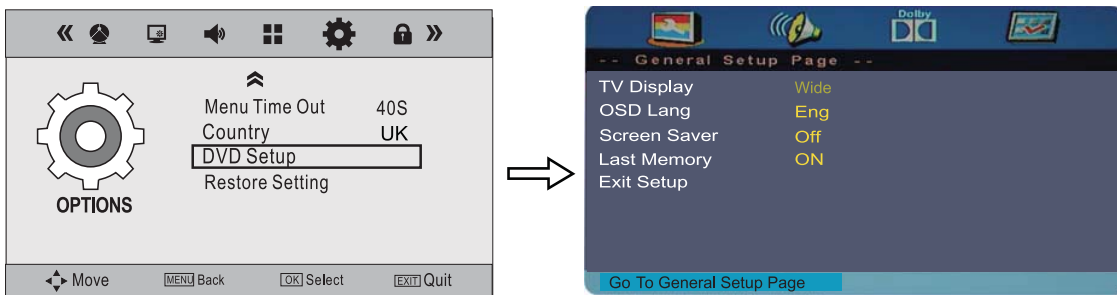 Menu Time Out 40S
Country UK
DVD Setup
Restore Setting
OPTIONS
Move MENU Back OK Select EXIT Quit
Dolby
-- General Setup Page --
TV Display Wide
OSD Lang Eng
Screen Saver Off
Last Memory ON
Exit Setup
Go To General Setup Page